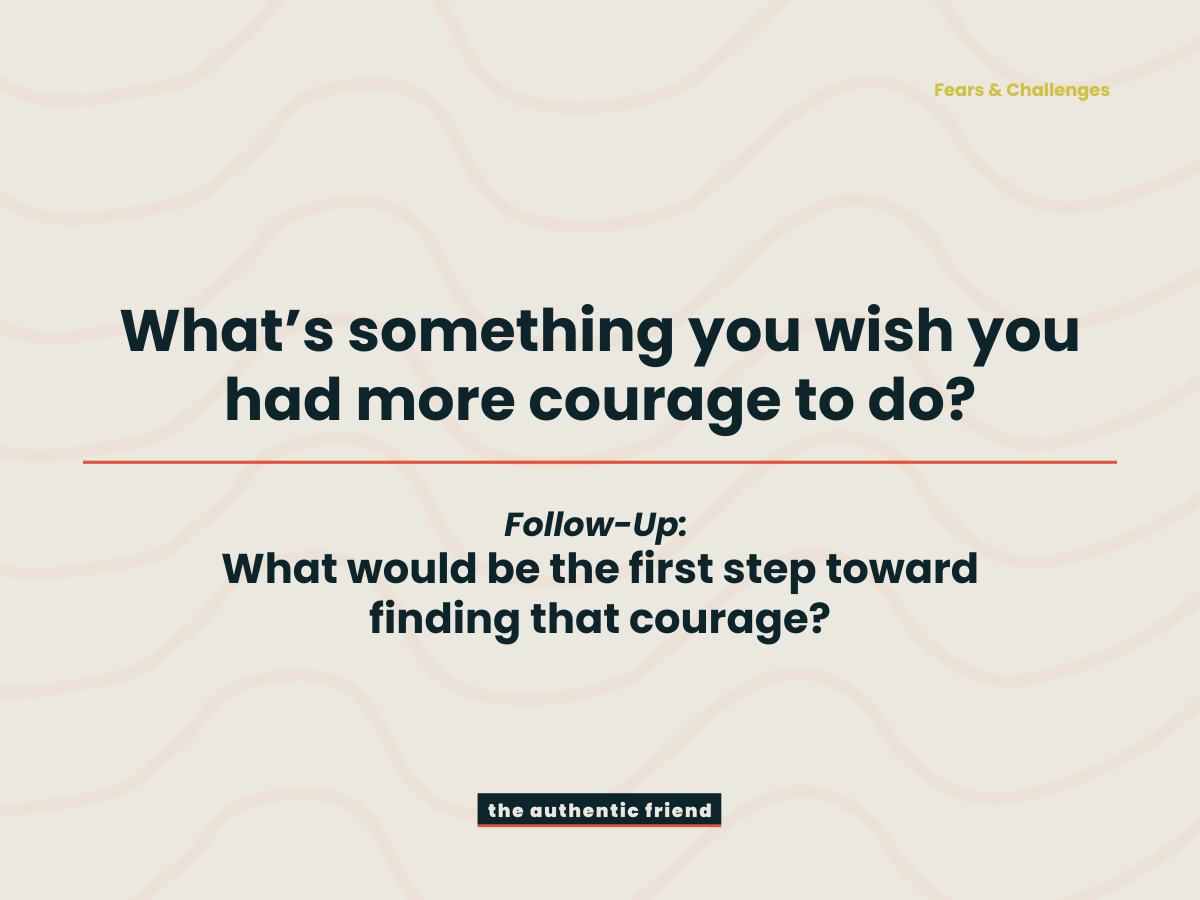 Fears & Challenges
What’s something you wish you
had more courage to do?
Follow-Up:
What would be the first step toward
finding that courage?
the authentic friend